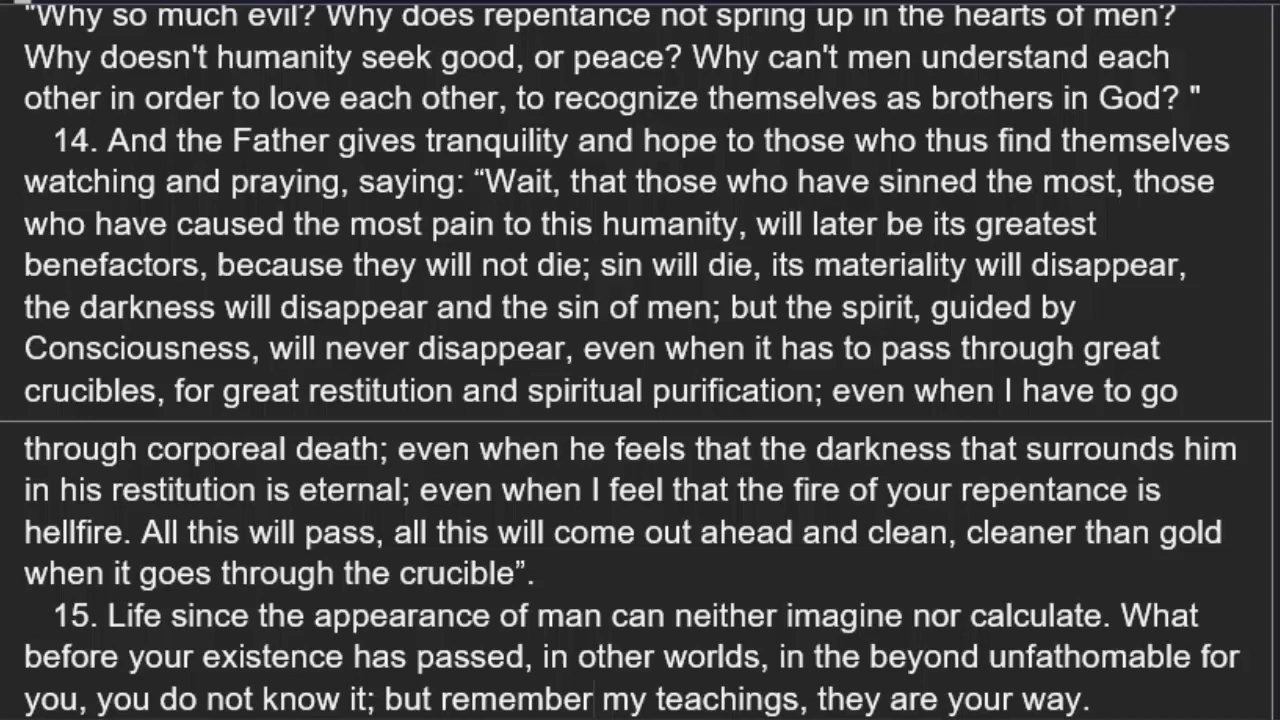 "Why so much evil? Why does repentance not spring up in the hearts of men?
Why doesn't humanity seek good, or peace? Why can't men understand each
other in order to love each other, to recognize themselves as brothers in God? "
14. And the Father gives tranquility and hope to those who thus find themselves
watching and praying, saying: “Wait, that those who have sinned the most, those
who have caused the most pain to this humanity, will later be its greatest
benefactors, because they will not die; sin will die, its materiality will disappear,
the darkness will disappear and the sin of men; but the spirit, guided by
Consciousness, will never disappear, even when it has to pass through great
crucibles, for great restitution and spiritual purification; even when I have to go
through corporeal death; even when he feels that the darkness that surrounds him
in his restitution is eternal; even when I feel that the fire of your repentance is
hellfire. All this will pass, all this will come out ahead and clean, cleaner than gold
when it goes through the crucible”.
15. Life since the appearance of man can neither imagine nor calculate. What
before your existence has passed, in other worlds, in the beyond unfathomable for
you, you do not know it; but remember my teachings, they are your way.